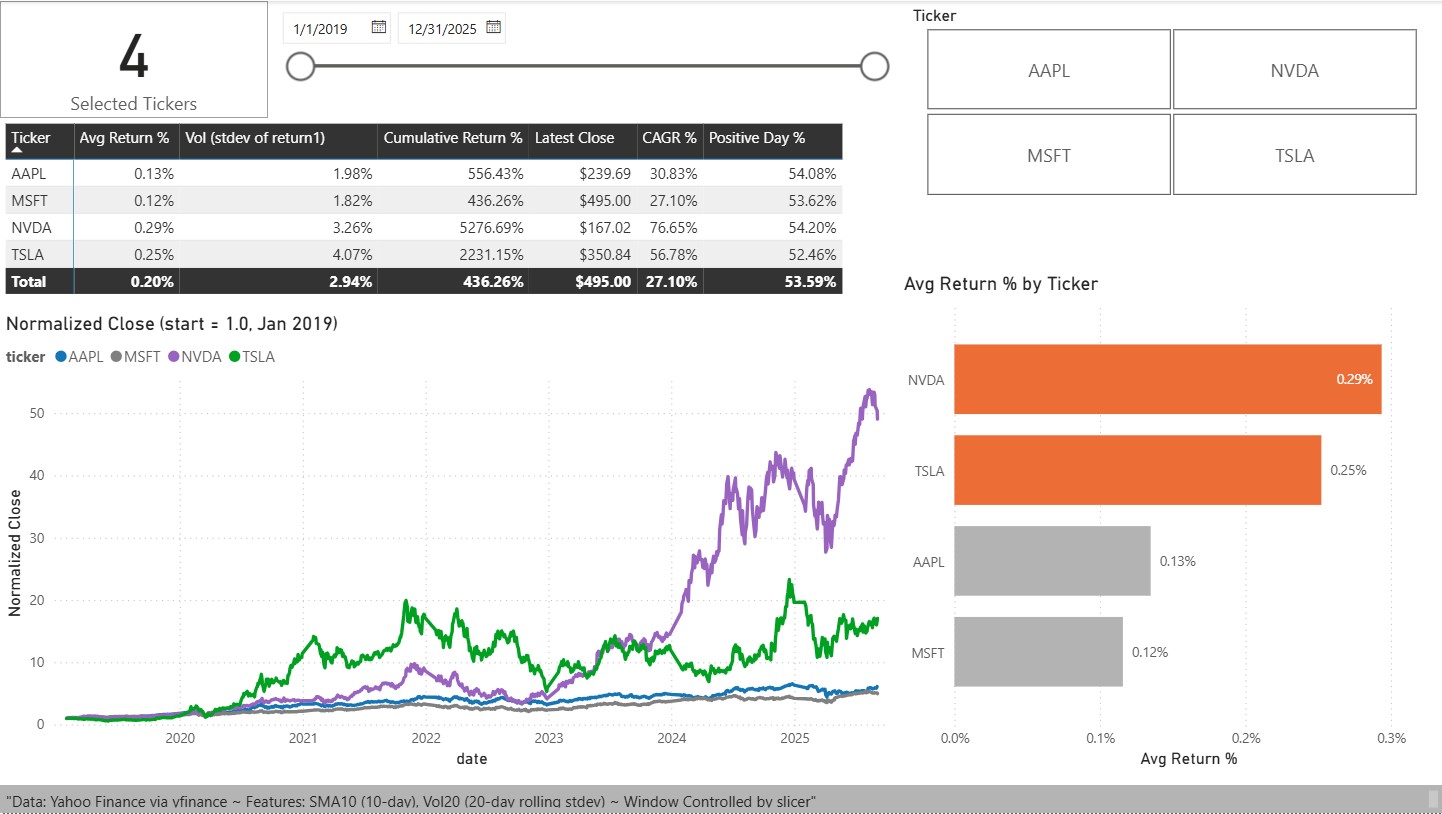 4
Selected Tickers
1/1/2019 12/31/2025
Ticker
AAPL NVDA
MSFT TSLA
Ticker Avg Return % Vol (stdev of return1) Cumulative Return % Latest Close CAGR % Positive Day %
AAPL 0.13% 1.98% 556.43% $239.69 30.83% 54.08%
MSFT 0.12% 1.82% 436.26% $495.00 27.10% 53.62%
NVDA 0.29% 3.26% 5276.69% $167.02 76.65% 54.20%
TSLA 0.25% 4.07% 2231.15% $350.84 56.78% 52.46%
Total 0.20% 2.94% 436.26% $495.00 27.10% 53.59%
Normalized Close (start = 1.0, Jan 2019)
ticker AAPL MSFT NVDA TSLA
Normalized Close
50
40
30
20
10
0
2020 2021 2022 2023 2024 2025
date
Avg Return % by Ticker
NVDA 0.29%
TSLA 0.25%
AAPL 0.13%
MSFT 0.12%
0.0% 0.1% 0.2% 0.3%
Avg Return %
"Data: Yahoo Finance via yfinance ~ Features: SMA10 (10-day), Vol20 (20-day rolling stdev) ~ Window Controlled by slicer"